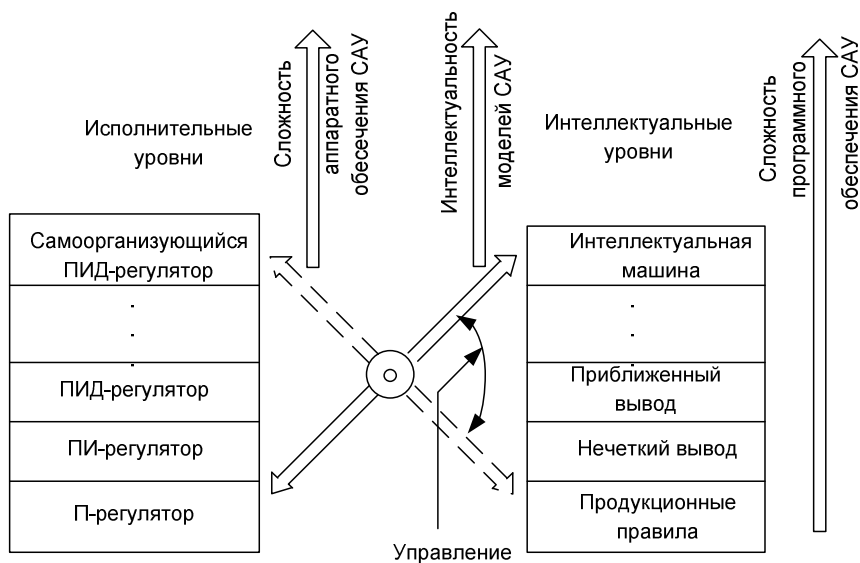 Исполнительные
уровни
Сложность
аппаратного
обесечения САУ
Интеллектуальность
моделей САУ
Интеллектуальные
уровни
Сложность
программного
обеспечения САУ
Самоорганизующийся
ПИД-регулятор
.
.
.
ПИД-регулятор
ПИ-регулятор
П-регулятор
Интеллектуальная
машина
.
.
.
Приближенный
вывод
Нечеткий вывод
Продукционные
правила
Управление